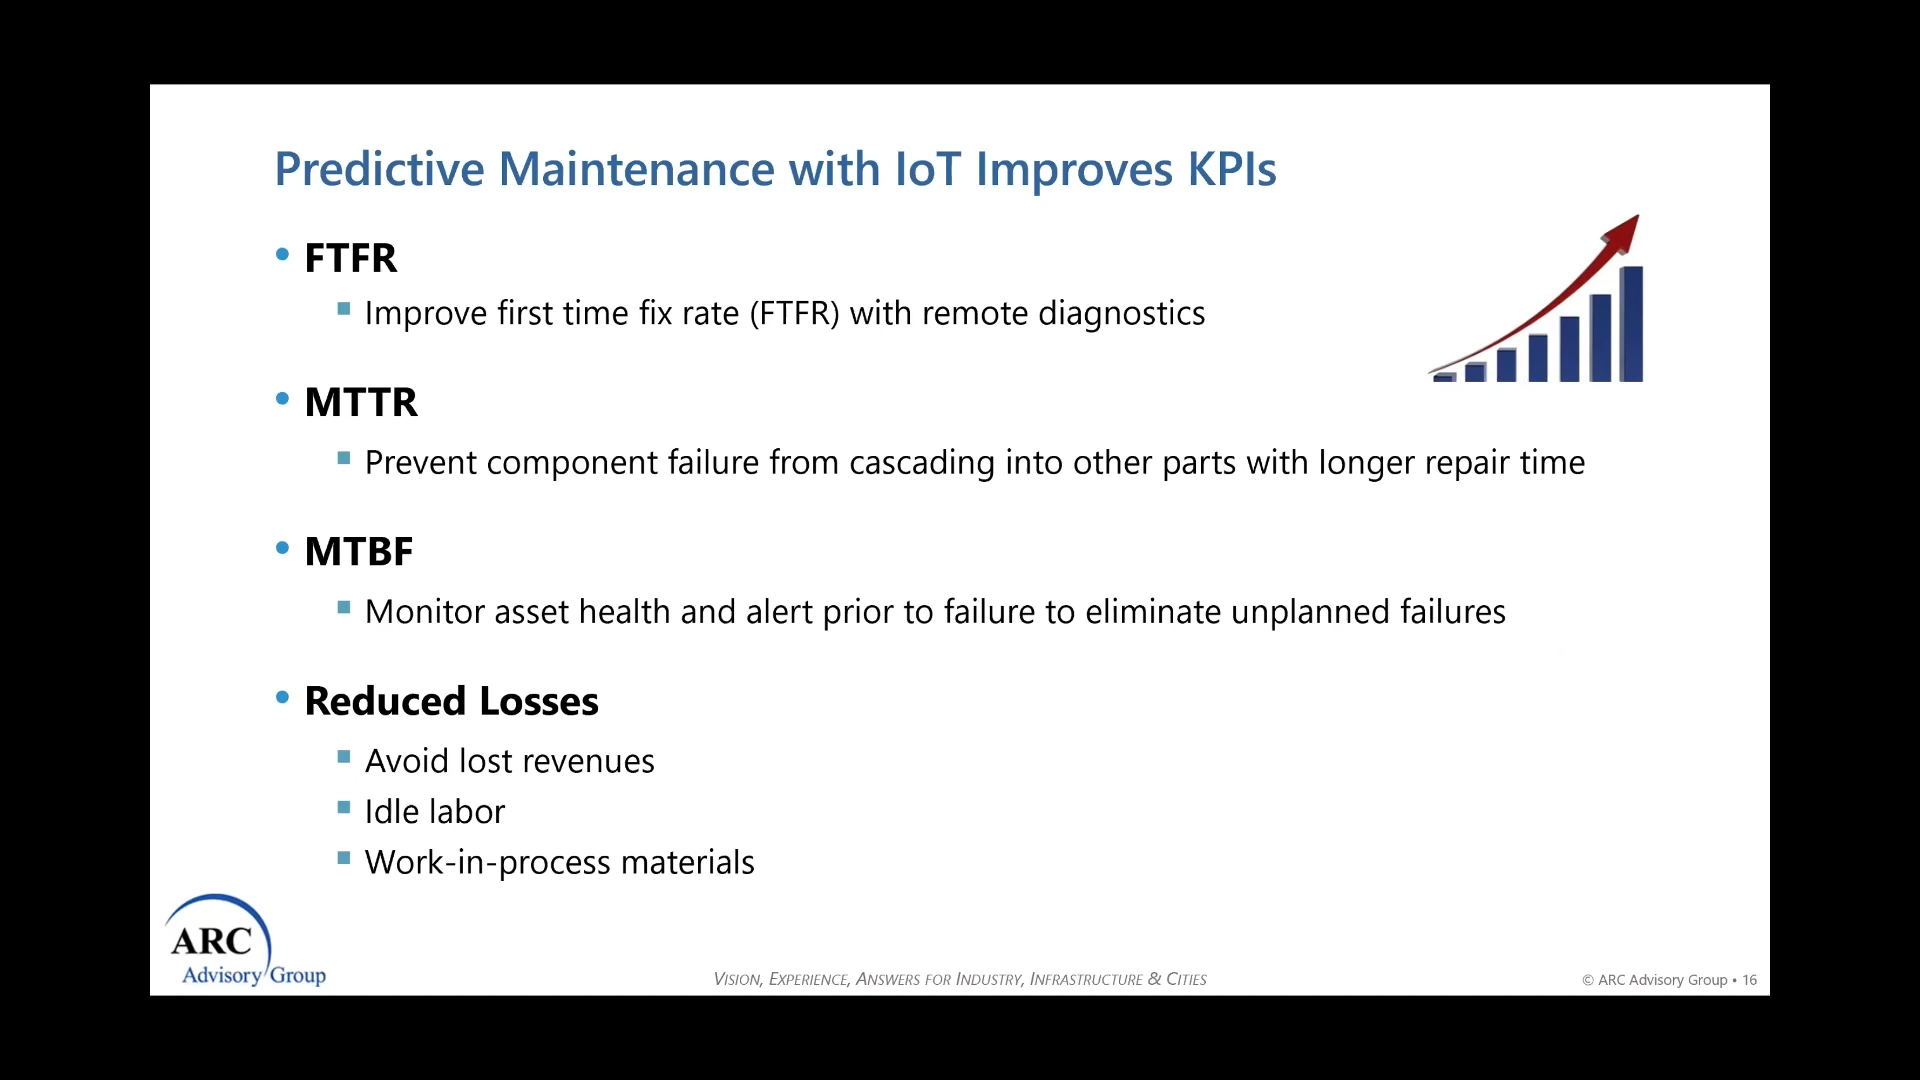 Predictive Maintenance with IoT Improves KPIs
• FTFR
▪ Improve first time fix rate (FTFR) with remote diagnostics
• MTTR
▪ Prevent component failure from cascading into other parts with longer repair time
• MTBF
▪ Monitor asset health and alert prior to failure to eliminate unplanned failures
• Reduced Losses
▪ Avoid lost revenues
▪ Idle labor
▪ Work-in-process materials
ARC
Advisory Group
VISION, EXPERIENCE, ANSWERS FOR INDUSTRY, INFRASTRUCTURE & CITIES
© ARC Advisory Group • 16